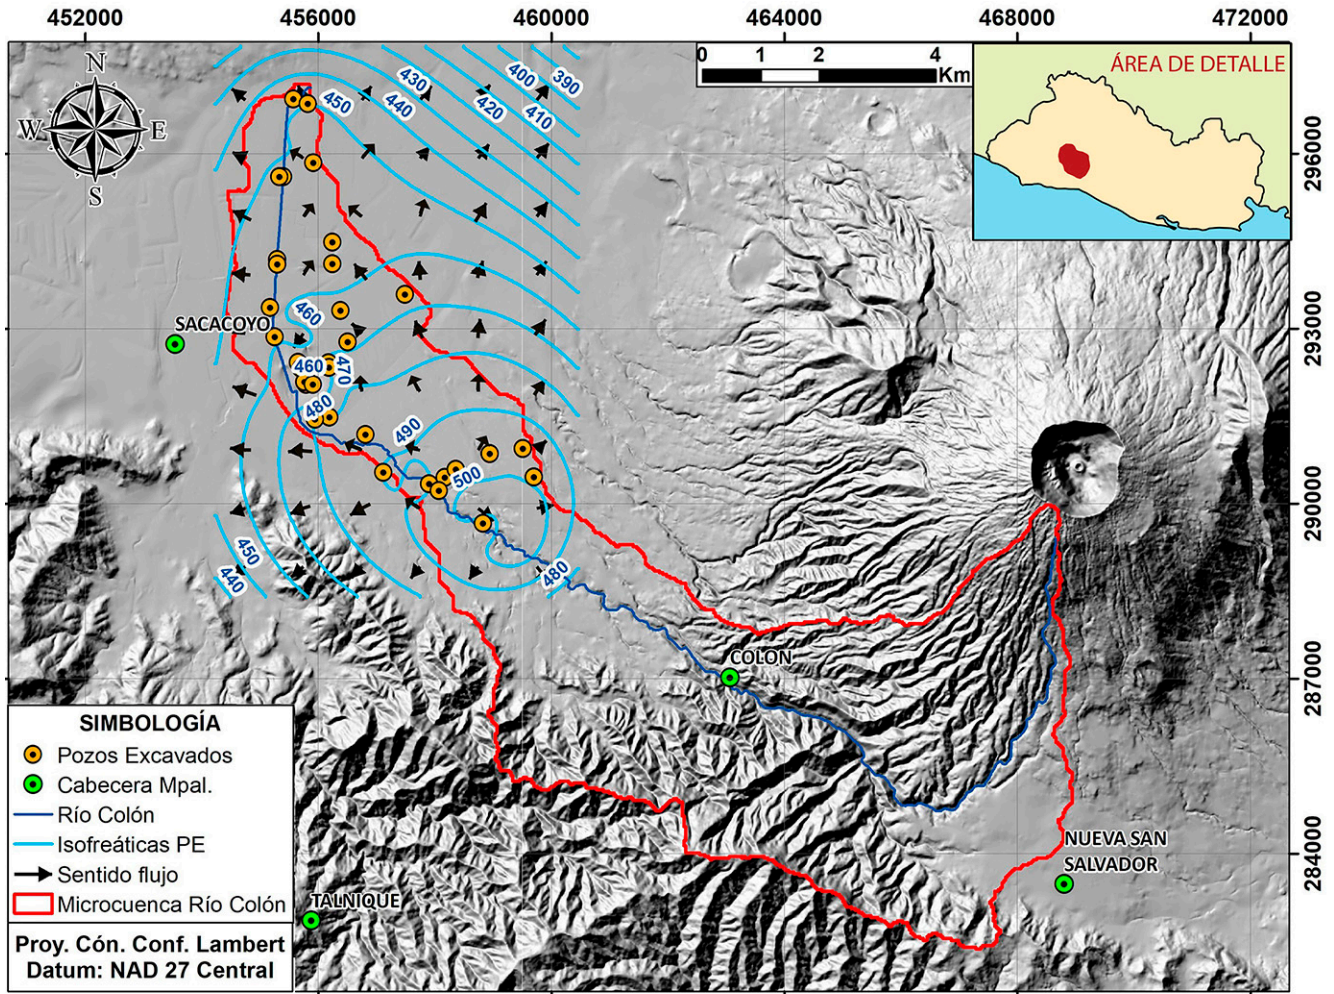 452000 456000 460000 464000 468000 472000
N
W E
S
0 1 2 4
Km
ÁREA DE DETALLE
430
400
390
450
440
420
410
296000
460
SACACOYO
293000
460
470
480
490
500
290000
450
440
480
COLON
287000
SIMBOLOGÍA
Pozos Excavados
Cabecera Mpal.
Río Colón
Isofreáticas PE
Sentido flujo
Microcuenca Río Colón
NUEVA SAN
SALVADOR
284000
TALNIQUE
Proy. Cón. Conf. Lambert
Datum: NAD 27 Central